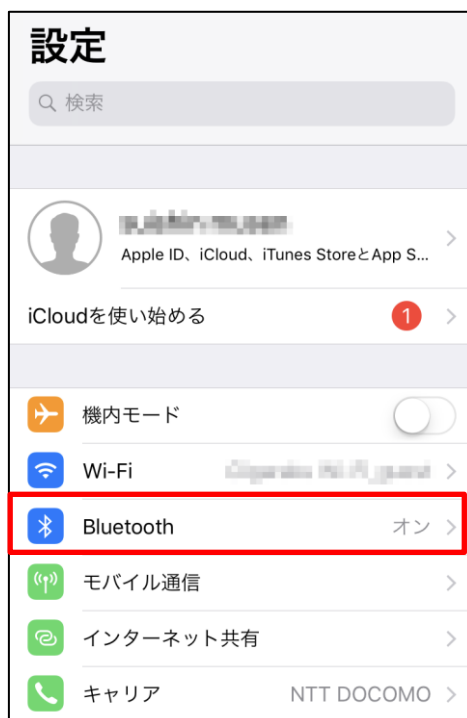 設定
検索
Apple ID、iCloud、iTunes StoreとApp S...
iCloudを使い始める 1
機内モード
Wi-Fi
Bluetooth オン
モバイル通信
インターネット共有
キャリア NTT DOCOMO